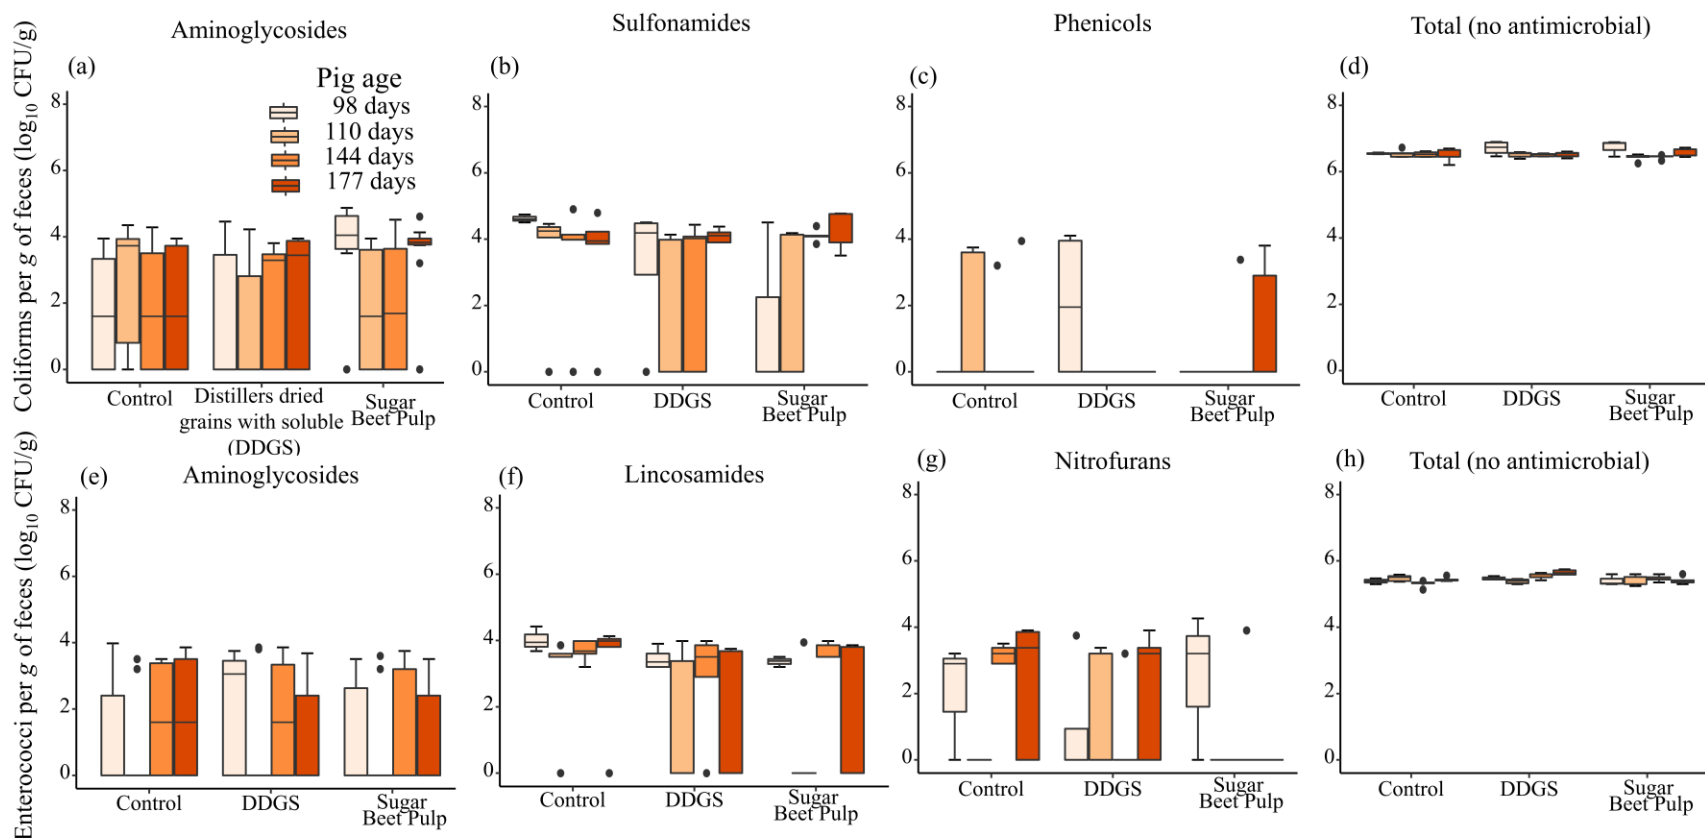 Coliforms per g of feces (log10 CFU/g)
Aminoglycosides
(a)
Pig age
98 days
110 days
144 days
177 days
8
6
4
2
0
Control
Distillers dried
grains with soluble
(DDGS)
Sugar
Beet Pulp
Sulfonamides
(b)
8
6
4
2
0
Control
DDGS
Sugar
Beet Pulp
Phenicols
(c)
8
6
4
2
0
Control
DDGS
Sugar
Beet Pulp
Total (no antimicrobial)
(d)
8
6
4
2
0
Control
DDGS
Sugar
Beet Pulp
Enterococci per g of feces (log10 CFU/g)
Aminoglycosides
(e)
8
6
4
2
0
Control
DDGS
Sugar
Beet Pulp
Lincosamides
(f)
8
6
4
2
0
Control
DDGS
Sugar
Beet Pulp
Nitrofurans
(g)
8
6
4
2
0
Control
DDGS
Sugar
Beet Pulp
Total (no antimicrobial)
(h)
8
6
4
2
0
Control
DDGS
Sugar
Beet Pulp